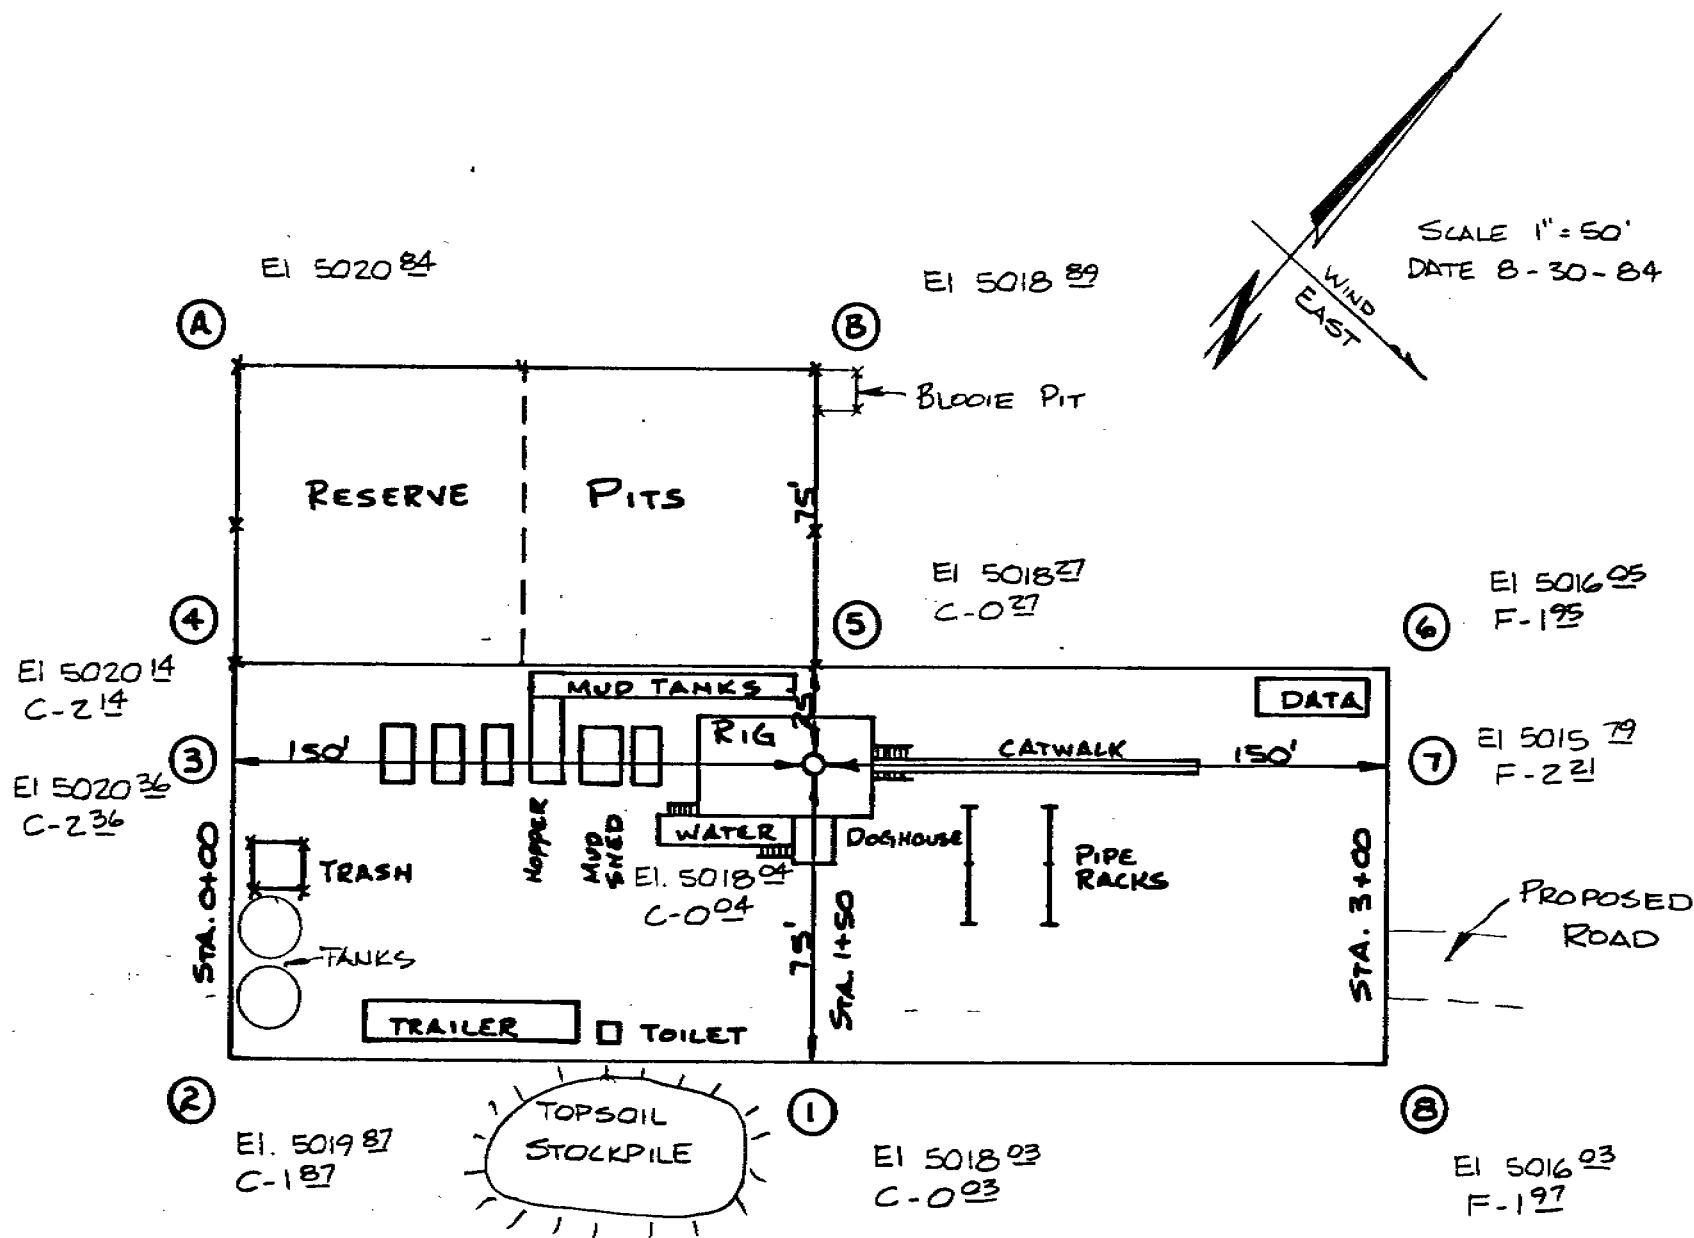 SCALE 1" = 50'
DATE 8-30-84
WIND
EAST
N
El 5020 84
El 5018 89
A
B
BLOOIE PIT
RESERVE PITS
75'
El 5018 27
C-0 27
El 5016 05
F-1 95
4
5
6
El 5020 14
C-2 14
MUD TANKS
25'
DATA
RIG
3
150'
CATWALK
150'
7
El 5015 79
F-2 21
El 5020 36
C-2 36
HOPPER
MUD SHED
WATER
DOGHOUSE
PIPE
RACKS
TRASH
El. 5018 04
C-0 04
STA. 0+00
75'
STA. 1+50
STA. 3+00
PROPOSED
ROAD
TANKS
TRAILER
TOILET
2
1
8
TOPSOIL
STOCKPILE
El. 5019 87
C-1 87
El 5018 03
C-0 03
El 5016 03
F-1 97